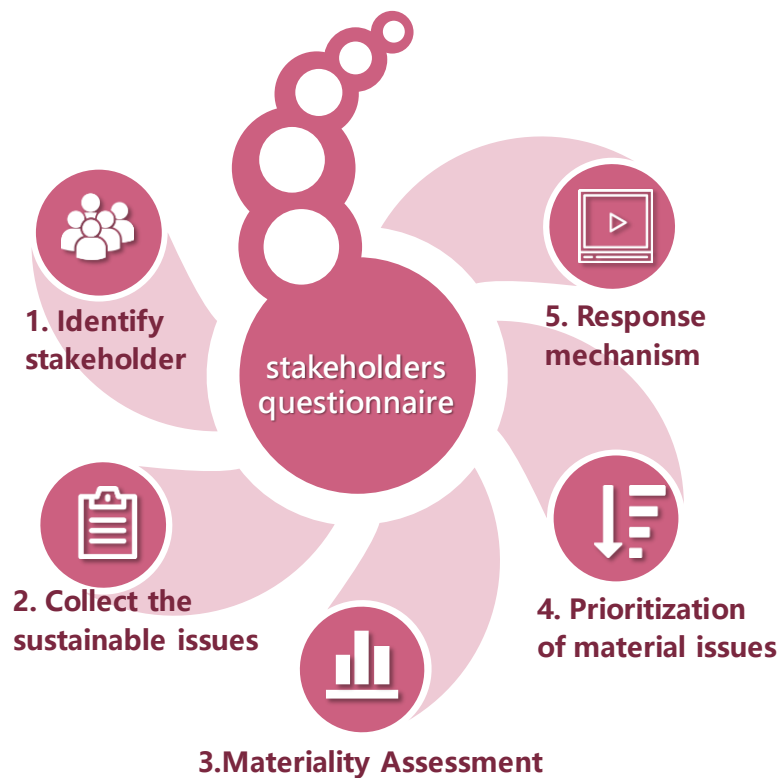 stakeholders
questionnaire
1. Identify
stakeholder
2. Collect the
sustainable issues
3.Materiality Assessment
4. Prioritization
of material issues
5. Response
mechanism